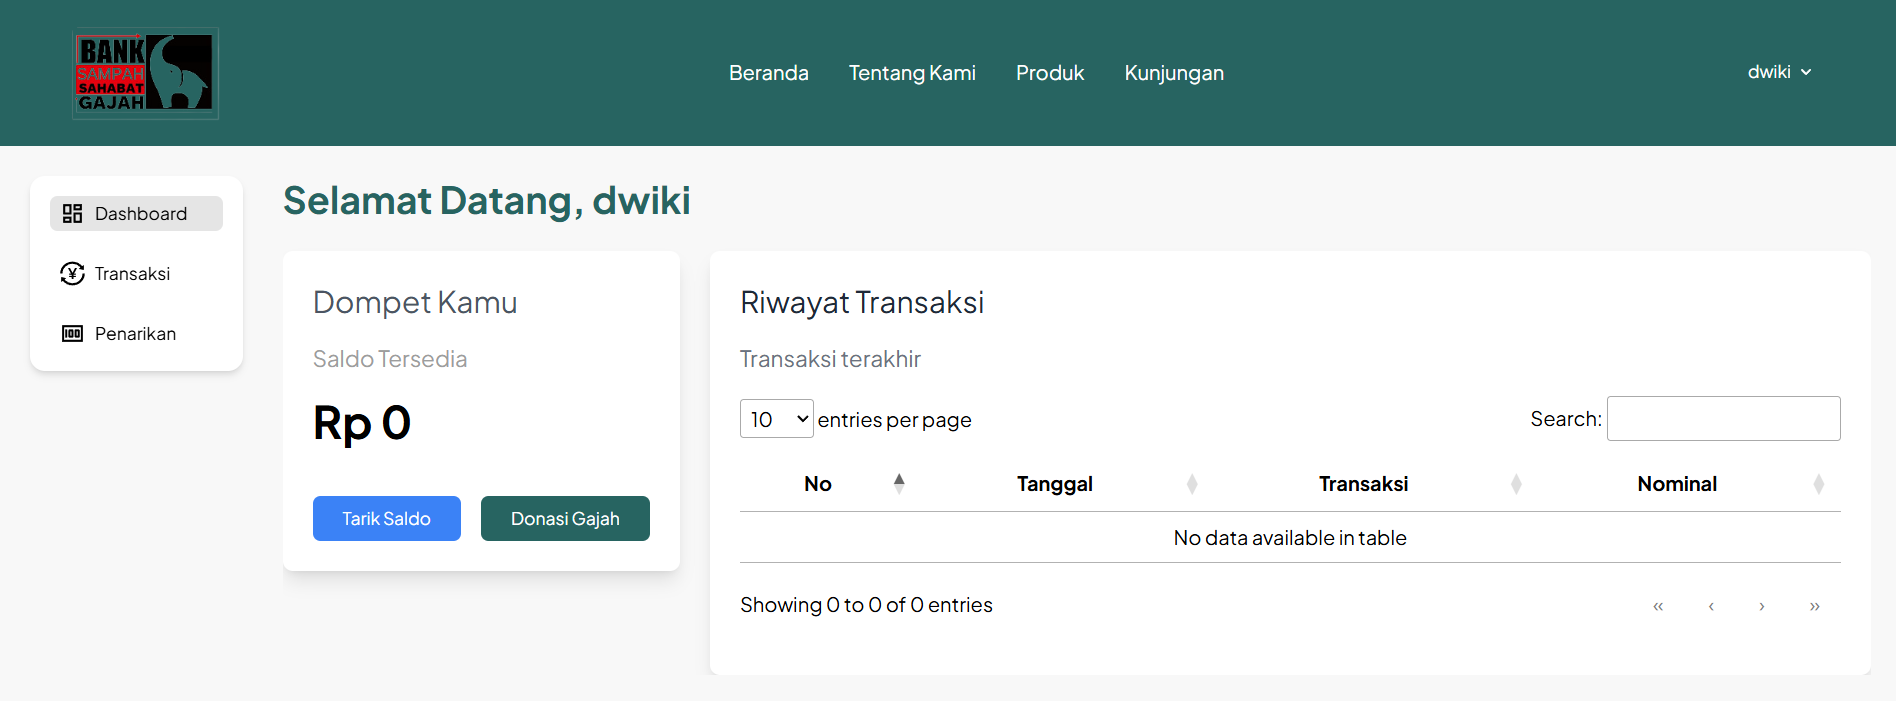 BANK
SAMPAH
SAHABAT
GAJAH
Beranda Tentang Kami Produk Kunjungan
dwiki
Dashboard
Transaksi
Penarikan
Selamat Datang, dwiki
Dompet Kamu
Saldo Tersedia
Rp 0
Tarik Saldo Donasi Gajah
Riwayat Transaksi
Transaksi terakhir
10 entries per page
Search:
No Tanggal Transaksi Nominal
No data available in table
Showing 0 to 0 of 0 entries
« ‹ › »